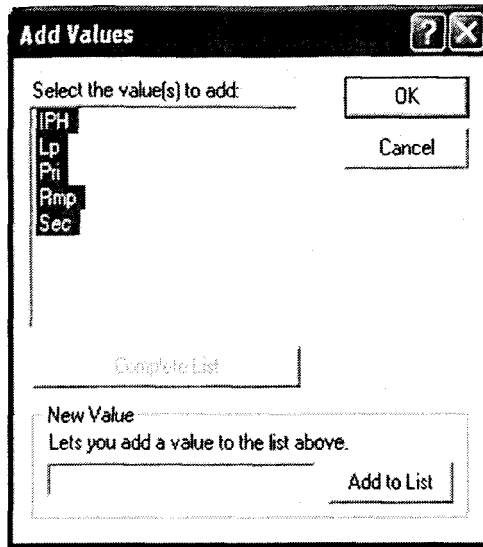 Add Values
Select the value(s) to add:
IPH
Lp
Pri
Rmp
Sec
OK
Cancel
Complete List
New Value
Lets you add a value to the list above.
Add to List